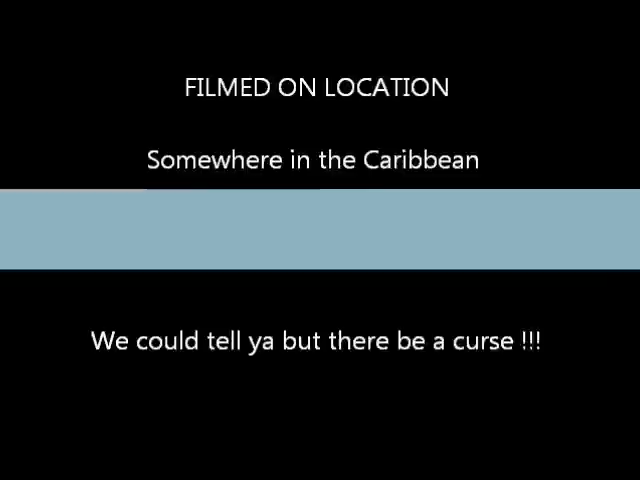 FILMED ON LOCATION
Somewhere in the Caribbean
We could tell ya but there be a curse !!!